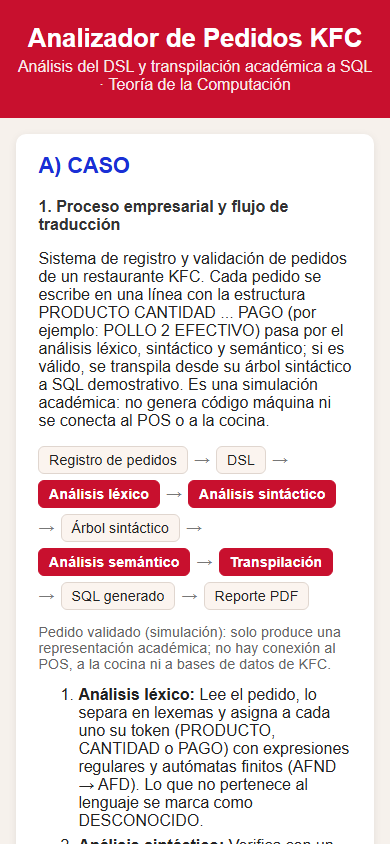 Analizador de Pedidos KFC
Análisis del DSL y transpilación académica a SQL
· Teoría de la Computación
A) CASO
1. Proceso empresarial y flujo de
traducción
Sistema de registro y validación de pedidos
de un restaurante KFC. Cada pedido se
escribe en una línea con la estructura
PRODUCTO CANTIDAD ... PAGO (por
ejemplo: POLLO 2 EFECTIVO) pasa por el
análisis léxico, sintáctico y semántico; si es
válido, se transpila desde su árbol sintáctico
a SQL demostrativo. Es una simulación
académica: no genera código máquina ni
se conecta al POS o a la cocina.
Registro de pedidos → DSL →
Análisis léxico → Análisis sintáctico
→ Árbol sintáctico →
Análisis semántico → Transpilación
→ SQL generado → Reporte PDF
Pedido validado (simulación): solo produce una
representación académica; no hay conexión al
POS, a la cocina ni a bases de datos de KFC.
1. Análisis léxico: Lee el pedido, lo
separa en lexemas y asigna a cada
uno su token (PRODUCTO,
CANTIDAD o PAGO) con expresiones
regulares y autómatas finitos (AFND
→ AFD). Lo que no pertenece al
lenguaje se marca como
DESCONOCIDO.
2. Análisis sintáctico: Verifica con un